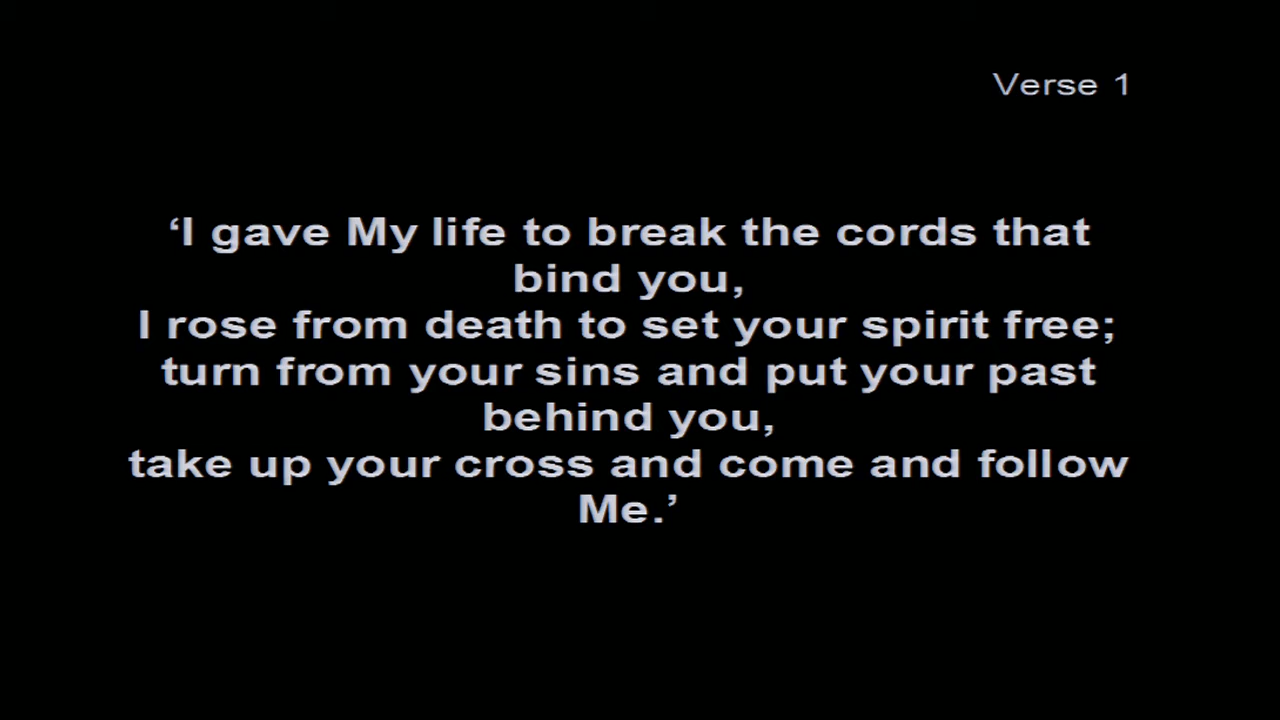 Verse 1
‘I gave My life to break the cords that
bind you,
I rose from death to set your spirit free;
turn from your sins and put your past
behind you,
take up your cross and come and follow
Me.’